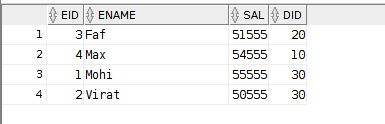 EID ENAME SAL DID
1 3 Faf 51555 20
2 4 Max 54555 10
3 1 Mohi 55555 30
4 2 Virat 50555 30